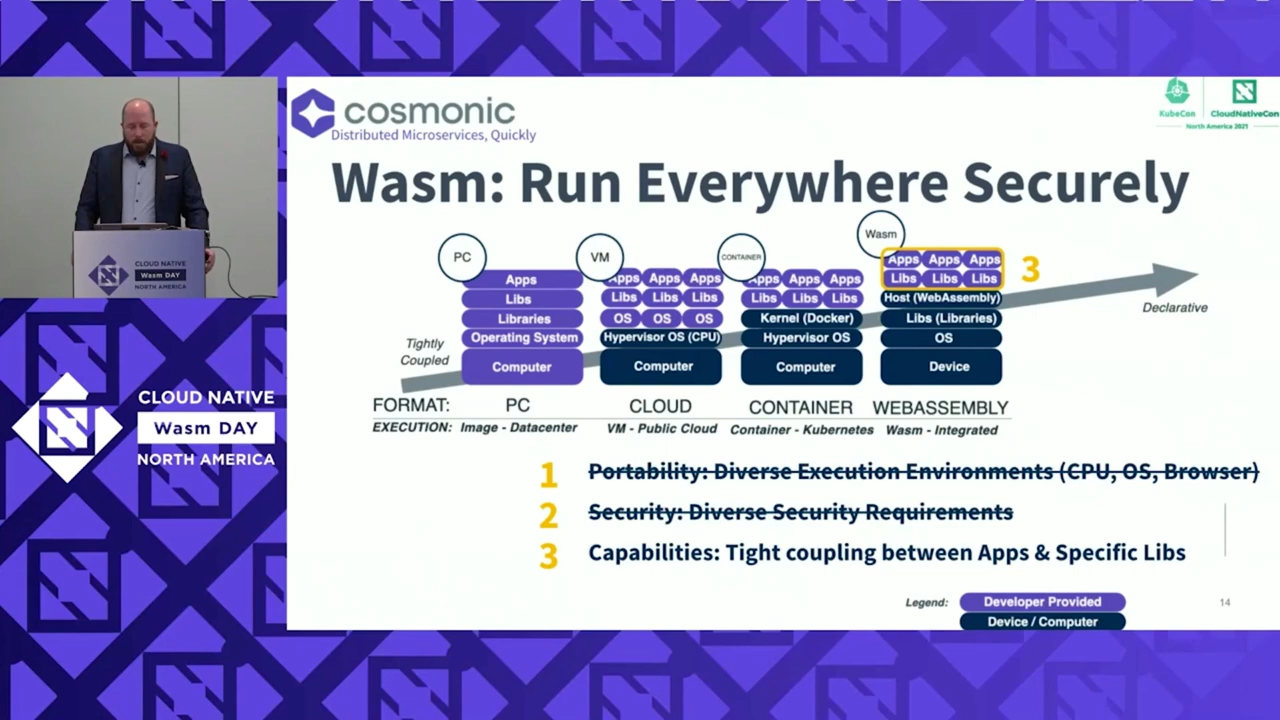 cosmonic
Distributed Microservices, Quickly
KubeCon
CloudNativeCon
North America 2021
Wasm: Run Everywhere Securely
PC
VM
CONTAINER
Wasm
Apps
Libs
Libraries
Operating System
Computer
Apps Apps Apps
Libs Libs Libs
OS OS OS
Hypervisor OS (CPU)
Computer
Apps Apps Apps
Libs Libs Libs
Kernel (Docker)
Hypervisor OS
Computer
Apps Apps Apps
Libs Libs Libs
Host (WebAssembly)
Libs (Libraries)
OS
Device
3
Tightly
Coupled
Declarative
FORMAT: PC CLOUD CONTAINER WEBASSEMBLY
EXECUTION: Image - Datacenter VM - Public Cloud Container - Kubernetes Wasm - Integrated
1 Portability: Diverse Execution Environments (CPU, OS, Browser)
2 Security: Diverse Security Requirements
3 Capabilities: Tight coupling between Apps & Specific Libs
Legend: Developer Provided
Device / Computer
14
CLOUD NATIVE
Wasm DAY
NORTH AMERICA
CLOUD NATIVE
Wasm DAY
NORTH AMERICA